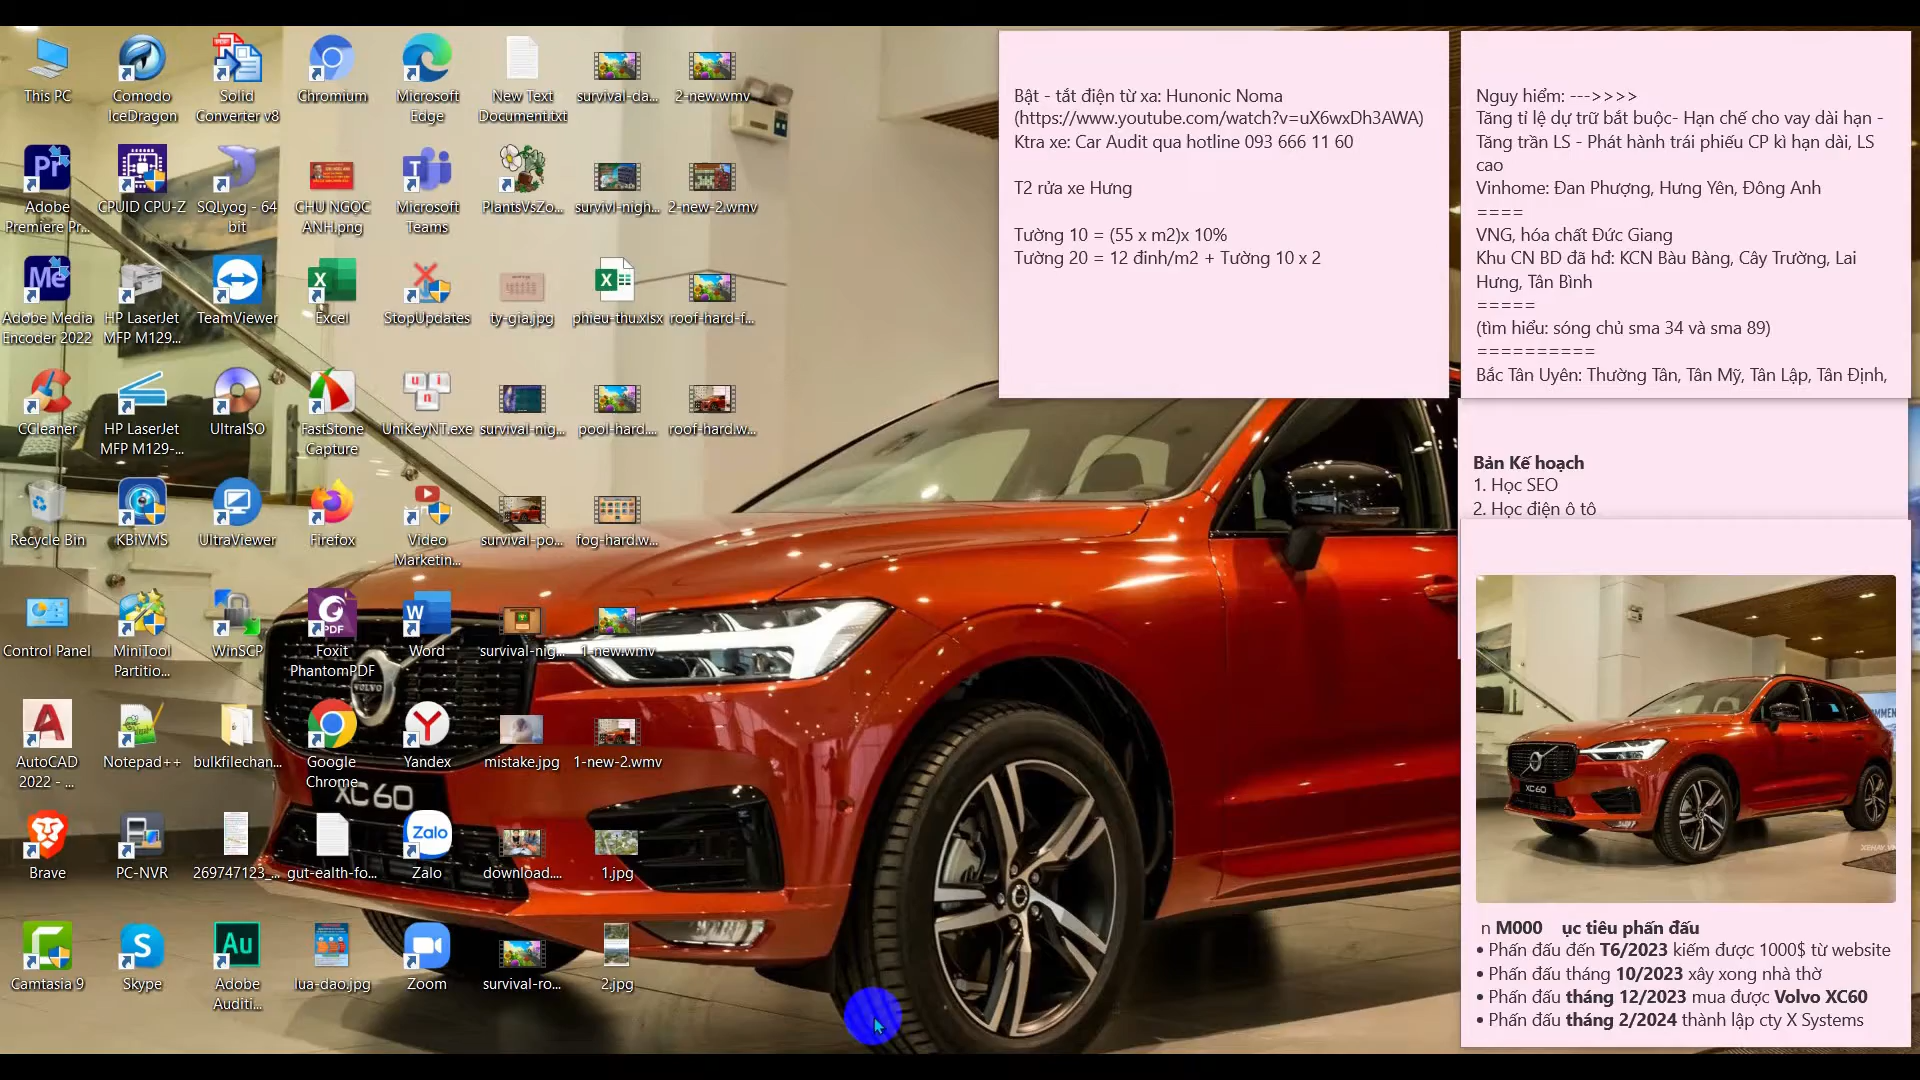 This PC
Comodo
IceDragon
Solid
Converter v8
Chromium
Microsoft
Edge
New Text
Document.txt
survival-da...
2-new.wmv
Adobe
Premiere Pr...
CPUID CPU-Z
SQLyog - 64
bit
CHU NGỌC
ANH.png
Microsoft
Teams
PlantsVsZo...
survivl-nigh...
2-new-2.wmv
Adobe Media
Encoder 2022
HP LaserJet
MFP M129...
TeamViewer
Excel
StopUpdates
ty-gia.jpg
phieu-thu.xlsx
roof-hard-f...
CCleaner
HP LaserJet
MFP M129-...
UltraISO
FastStone
Capture
UniKeyNT.exe
survival-nig...
pool-hard....
roof-hard.w...
Recycle Bin
KBiVMS
UltraViewer
Firefox
Video
Marketin...
survival-po...
fog-hard.w...
Control Panel
MiniTool
Partitio...
WinSCP
Foxit
PhantomPDF
Word
survival-nig...
1-new.wmv
AutoCAD
2022 - ...
Notepad++
bulkfilechan...
Google
Chrome
Yandex
mistake.jpg
1-new-2.wmv
Brave
PC-NVR
269747123_...
gut-ealth-fo...
Zalo
download....
1.jpg
Camtasia 9
Skype
Adobe
Auditi...
lua-dao.jpg
Zoom
survival-ro...
2.jpg
VOLVO
XC60
Bật - tắt điện từ xa: Hunonic Noma
(https://www.youtube.com/watch?v=uX6wxDh3AWA)
Ktra xe: Car Audit qua hotline 093 666 11 60
T2 rửa xe Hưng
Tường 10 = (55 x m2)x 10%
Tường 20 = 12 đinh/m2 + Tường 10 x 2
Nguy hiểm: --->>>>
Tăng tỉ lệ dự trữ bắt buộc- Hạn chế cho vay dài hạn -
Tăng trần LS - Phát hành trái phiếu CP kì hạn dài, LS
cao
Vinhome: Đan Phượng, Hưng Yên, Đông Anh
====
VNG, hóa chất Đức Giang
Khu CN BD đã hđ: KCN Bàu Bàng, Cây Trường, Lai
Hưng, Tân Bình
=====
(tìm hiểu: sóng chủ sma 34 và sma 89)
==========
Bắc Tân Uyên: Thường Tân, Tân Mỹ, Tân Lập, Tân Định,
Bản Kế hoạch
1. Học SEO
2. Học điện ô tô
XC60
XEHAY.VN
n M000 ục tiêu phấn đấu
• Phấn đấu đến T6/2023 kiếm được 1000$ từ website
• Phấn đấu tháng 10/2023 xây xong nhà thờ
• Phấn đấu tháng 12/2023 mua được Volvo XC60
• Phấn đấu tháng 2/2024 thành lập cty X Systems